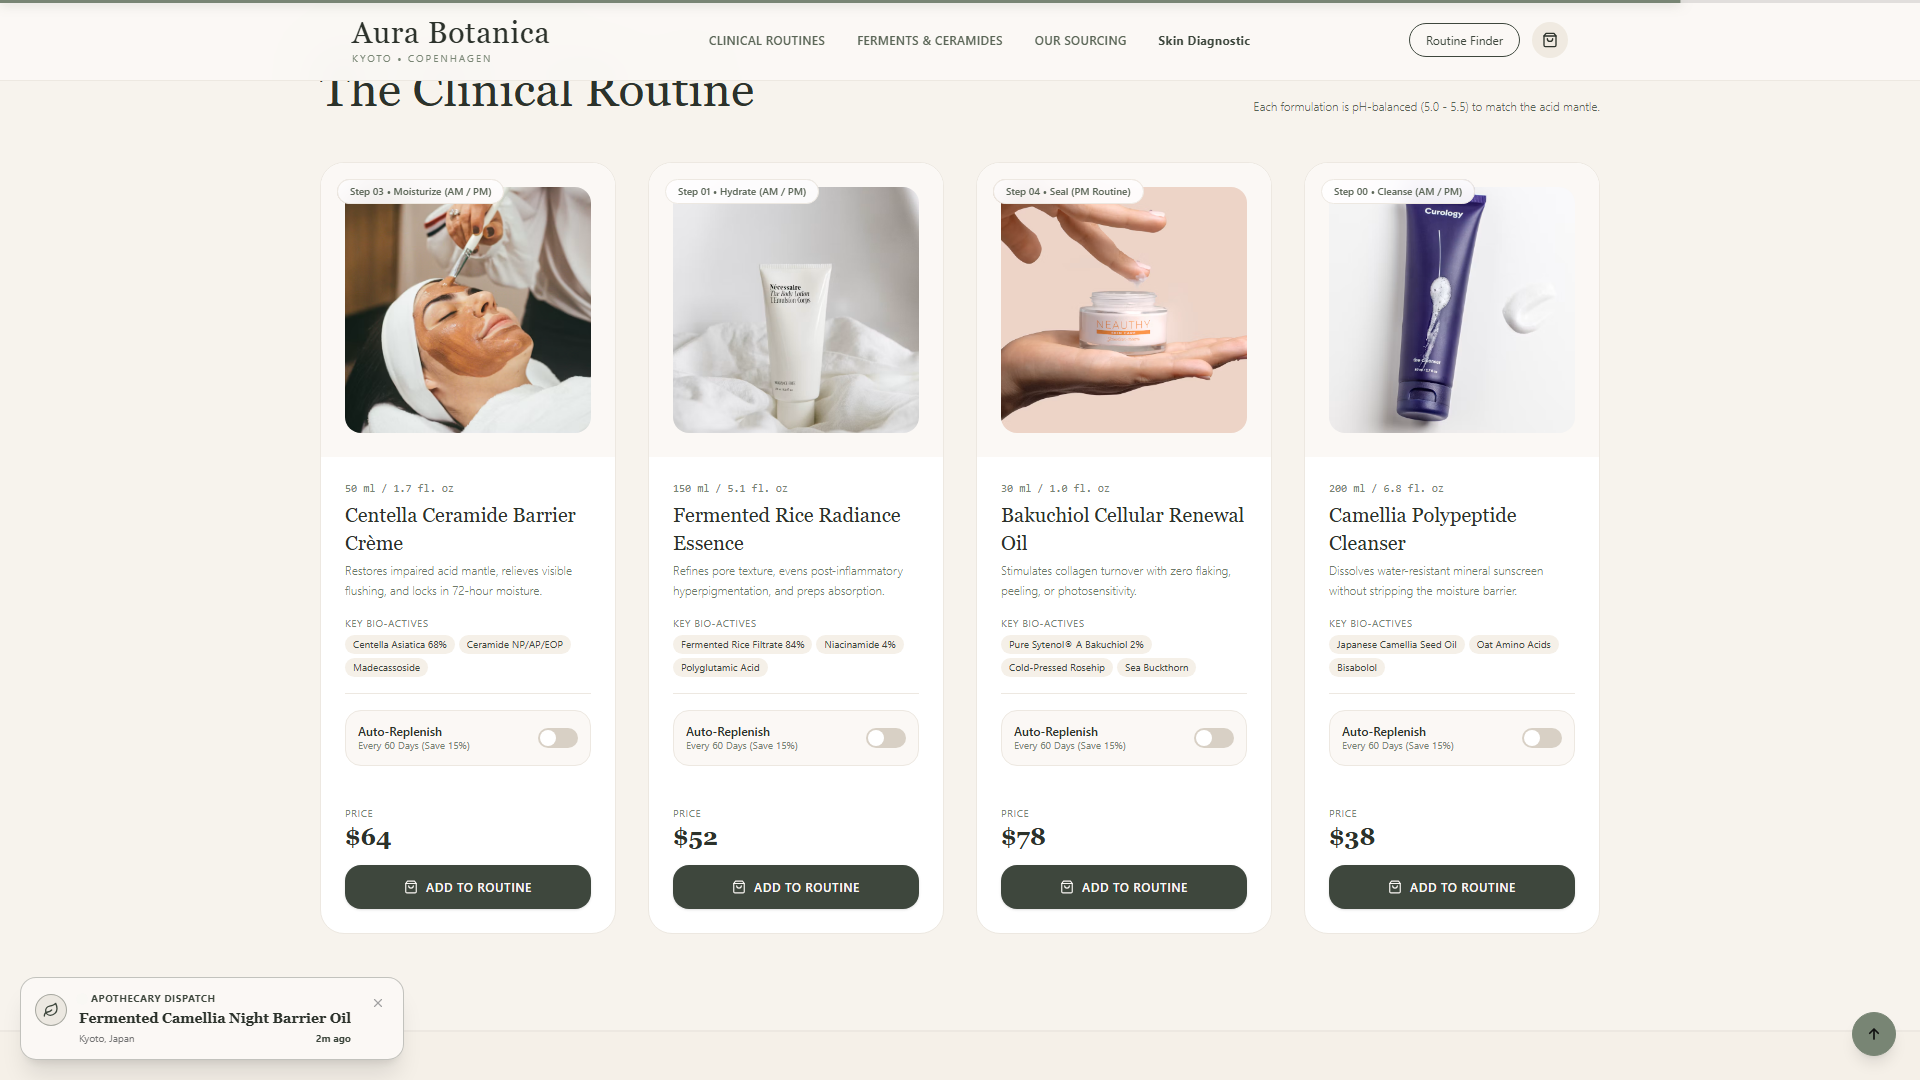 Aura Botanica
KYOTO • COPENHAGEN
CLINICAL ROUTINES
FERMENTS & CERAMIDES
OUR SOURCING
Skin Diagnostic
Routine Finder
The Clinical Routine
Each formulation is pH-balanced (5.0 - 5.5) to match the acid mantle.
Step 03 • Moisturize (AM / PM)
50 ml / 1.7 fl. oz
Centella Ceramide Barrier
Crème
Restores impaired acid mantle, relieves visible
flushing, and locks in 72-hour moisture.
KEY BIO-ACTIVES
Centella Asiatica 68%
Ceramide NP/AP/EOP
Madecassoside
Auto-Replenish
Every 60 Days (Save 15%)
PRICE
$64
ADD TO ROUTINE
Step 01 • Hydrate (AM / PM)
Nécessaire
The Body Lotion
L'Émulsion Corps
150 ml / 5.1 fl. oz
Fermented Rice Radiance
Essence
Refines pore texture, evens post-inflammatory
hyperpigmentation, and preps absorption.
KEY BIO-ACTIVES
Fermented Rice Filtrate 84%
Niacinamide 4%
Polyglutamic Acid
Auto-Replenish
Every 60 Days (Save 15%)
PRICE
$52
ADD TO ROUTINE
Step 04 • Seal (PM Routine)
NEAUTHY
30 ml / 1.0 fl. oz
Bakuchiol Cellular Renewal
Oil
Stimulates collagen turnover with zero flaking,
peeling, or photosensitivity.
KEY BIO-ACTIVES
Pure Sytenol® A Bakuchiol 2%
Cold-Pressed Rosehip
Sea Buckthorn
Auto-Replenish
Every 60 Days (Save 15%)
PRICE
$78
ADD TO ROUTINE
Step 00 • Cleanse (AM / PM)
Curology
the cleanser
200 ml / 6.8 fl. oz
Camellia Polypeptide
Cleanser
Dissolves water-resistant mineral sunscreen
without stripping the moisture barrier.
KEY BIO-ACTIVES
Japanese Camellia Seed Oil
Oat Amino Acids
Bisabolol
Auto-Replenish
Every 60 Days (Save 15%)
PRICE
$38
ADD TO ROUTINE
APOTHECARY DISPATCH
Fermented Camellia Night Barrier Oil
Kyoto, Japan
2m ago